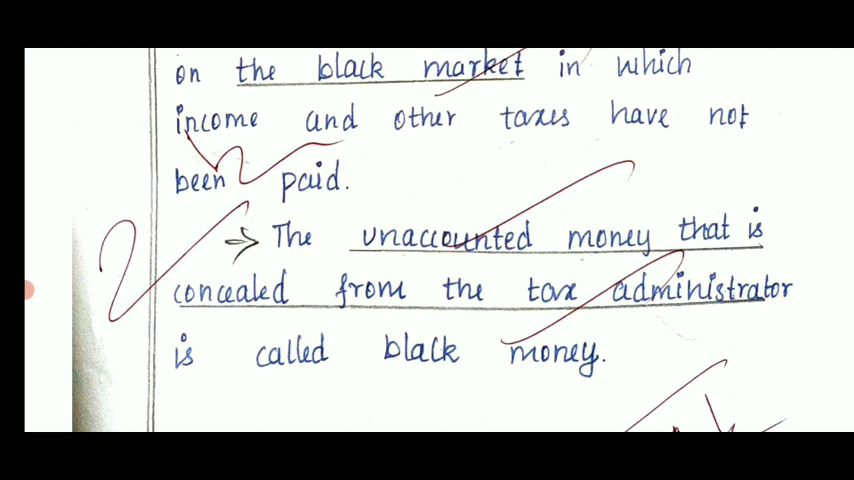 on the black market in which
income and other taxes have not
been paid.
⇒ The unaccounted money that is
concealed from the tax administrator
is called black money.